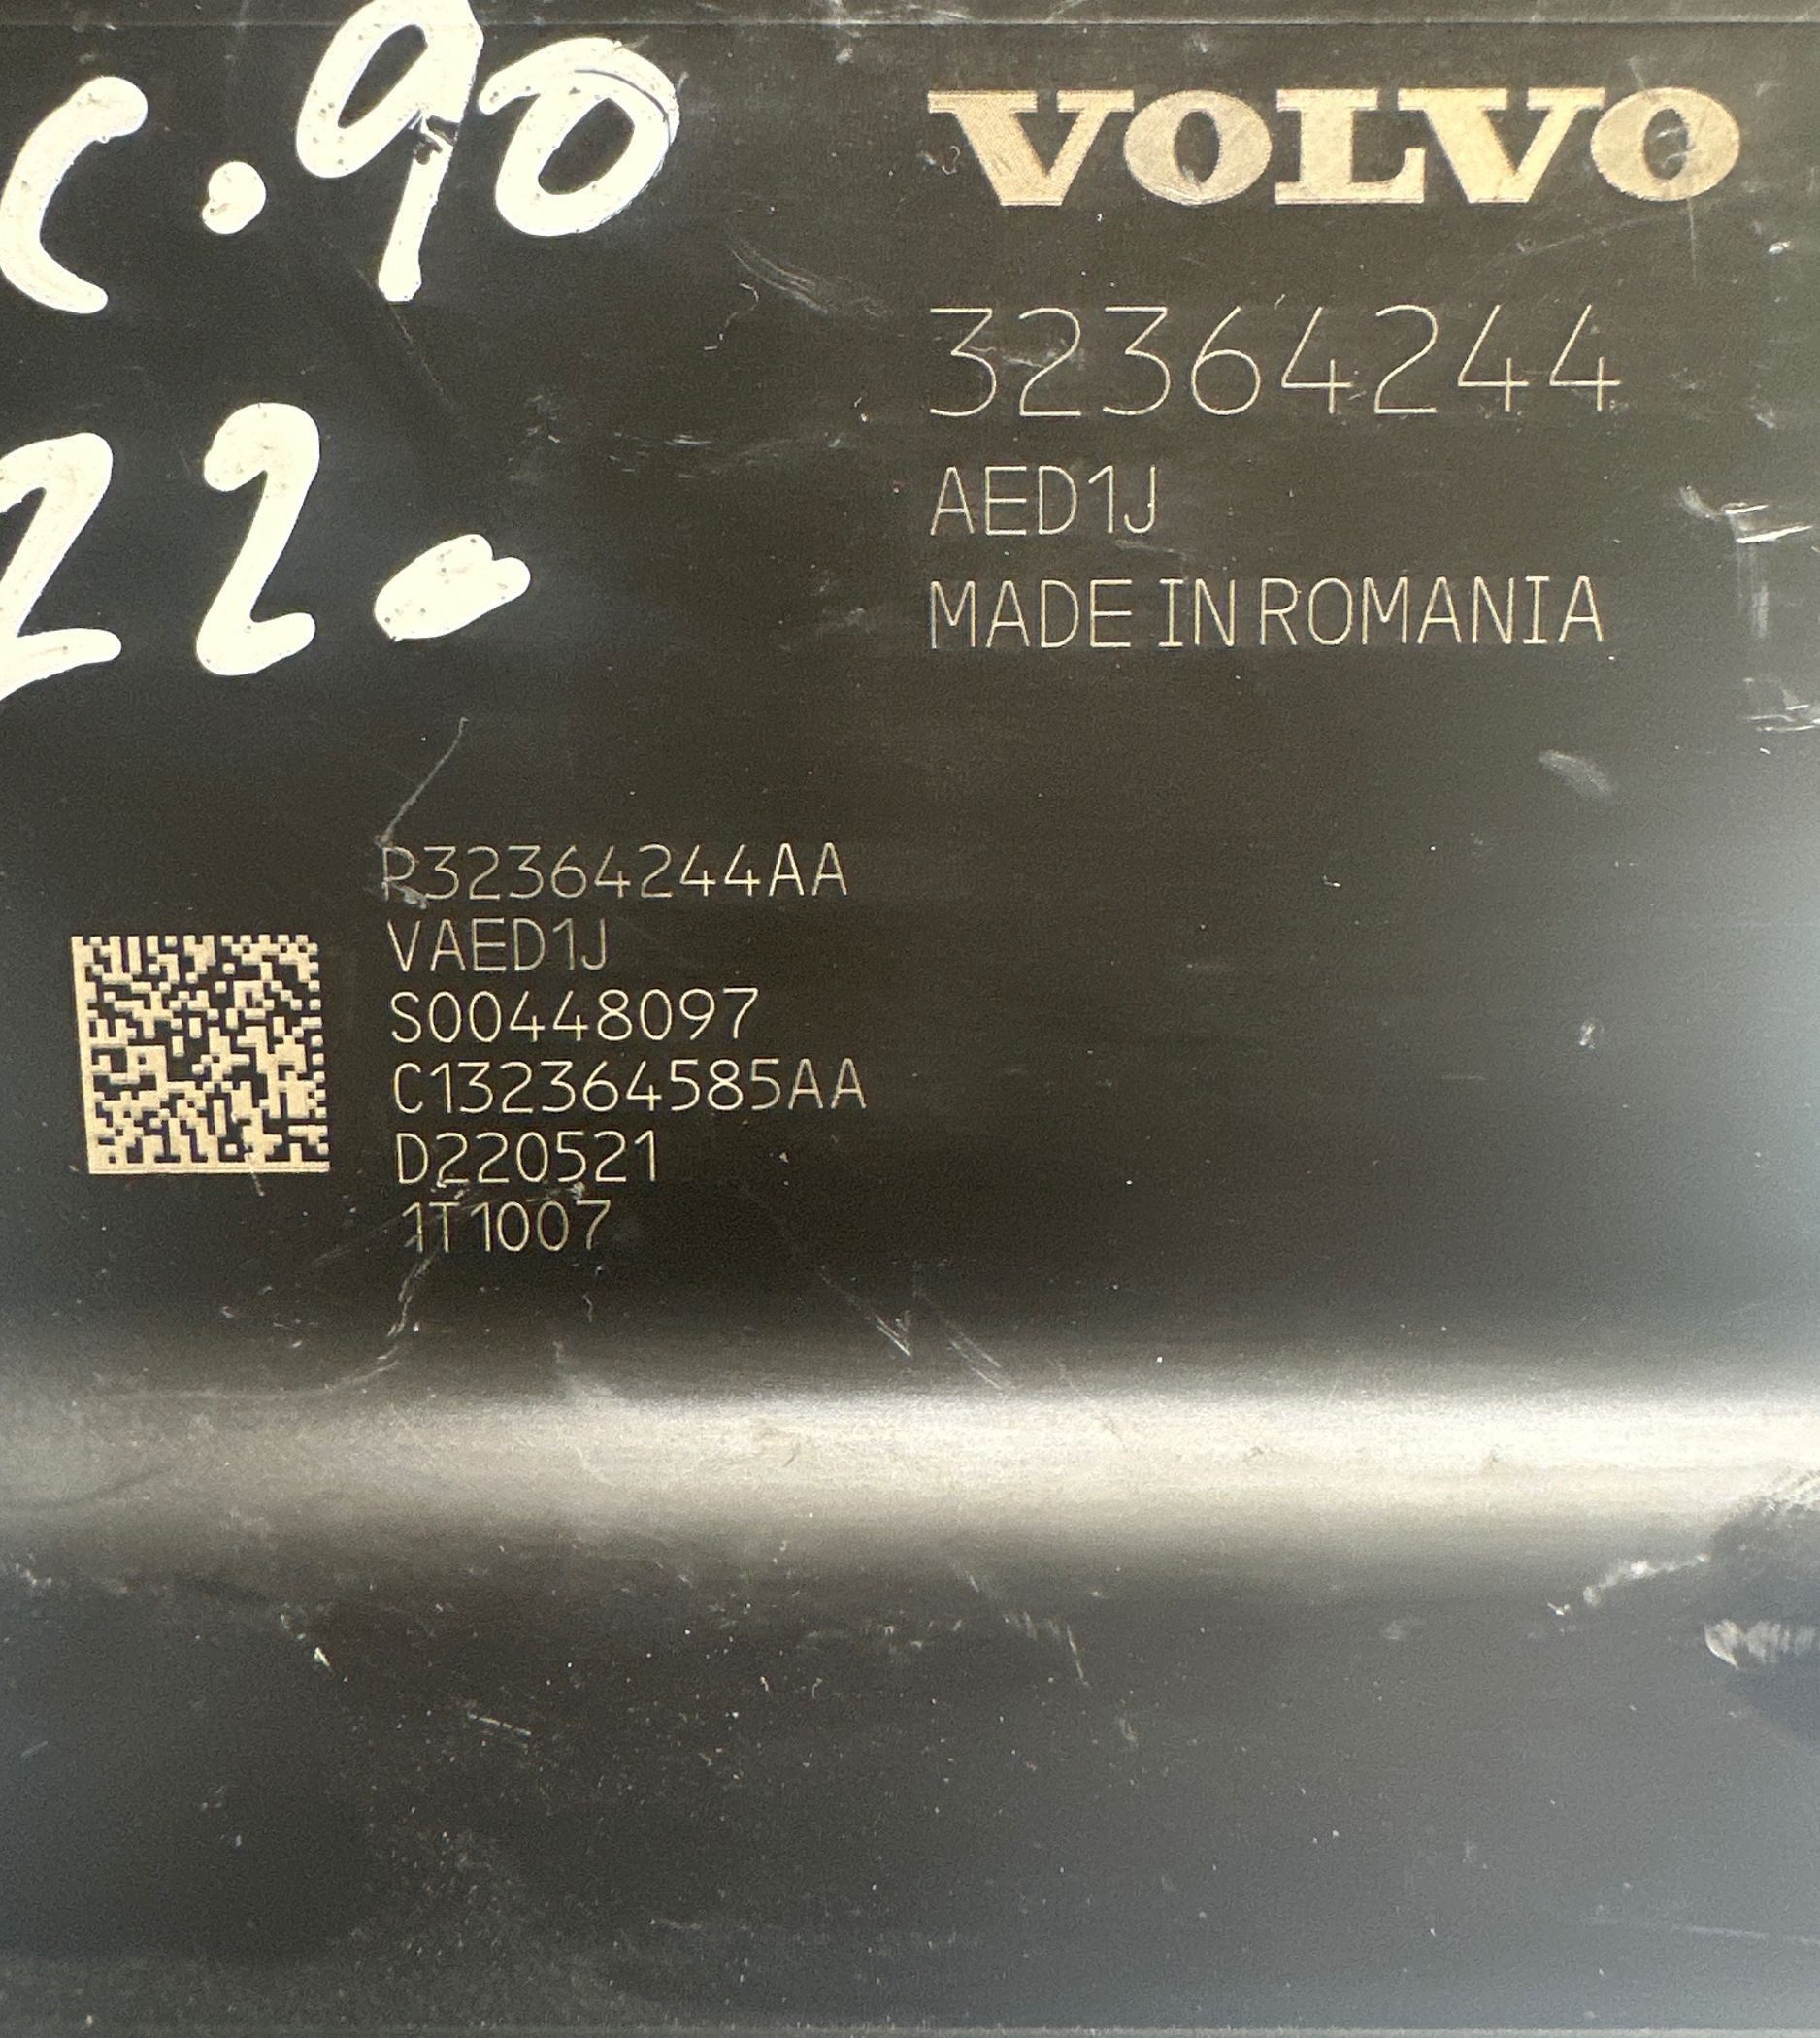 C.90
22.
VOLVO
32364244
AED1J
MADE IN ROMANIA
P32364244AA
VAED1J
S00448097
C132364585AA
D220521
1T1007